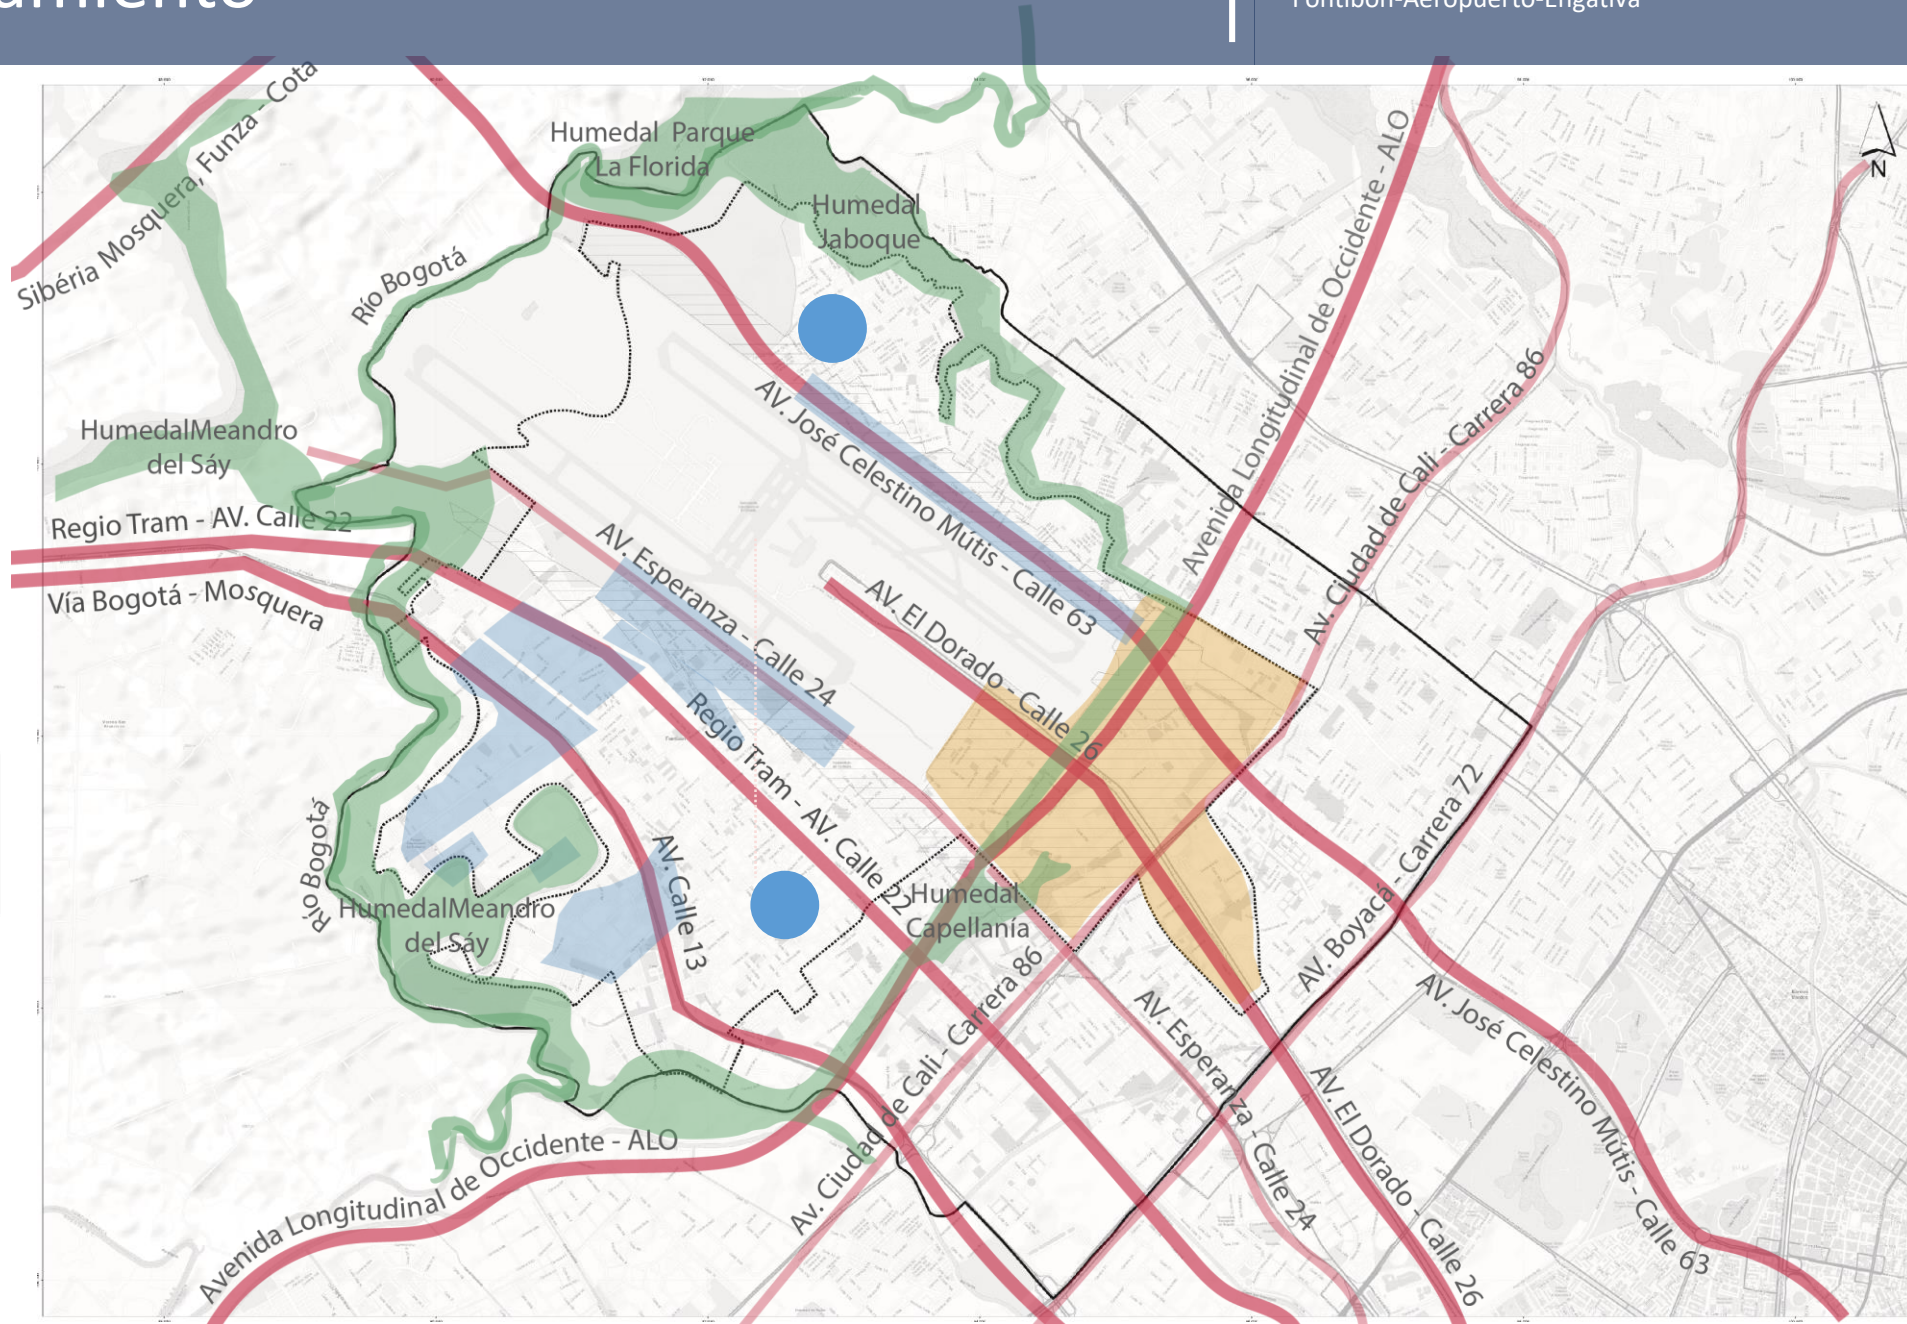 Fontibón-Aeropuerto-Engativá
Sibéria Mosquera, Funza - Cota
Humedal Parque
La Florida
Humedal
Jaboque
Río Bogotá
Avenida Longitudinal de Occidente - ALO
N
Av. Ciudad de Cali - Carrera 86
HumedalMeandro
del Sáy
AV. José Celestino Mútis - Calle 63
Regio Tram - AV. Calle 22
AV. Esperanza - Calle 24
AV. El Dorado - Calle 26
Vía Bogotá - Mosquera
Regio Tram - AV. Calle 22
AV. Boyacá - Carrera 72
Río Bogotá
AV. Calle 13
HumedalMeandro
del Sáy
Humedal
Capellanía
Av. Ciudad de Cali - Carrera 86
AV. Esperanza - Calle 24
AV. José Celestino Mútis - Calle 63
AV. El Dorado - Calle 26
Avenida Longitudinal de Occidente - ALO